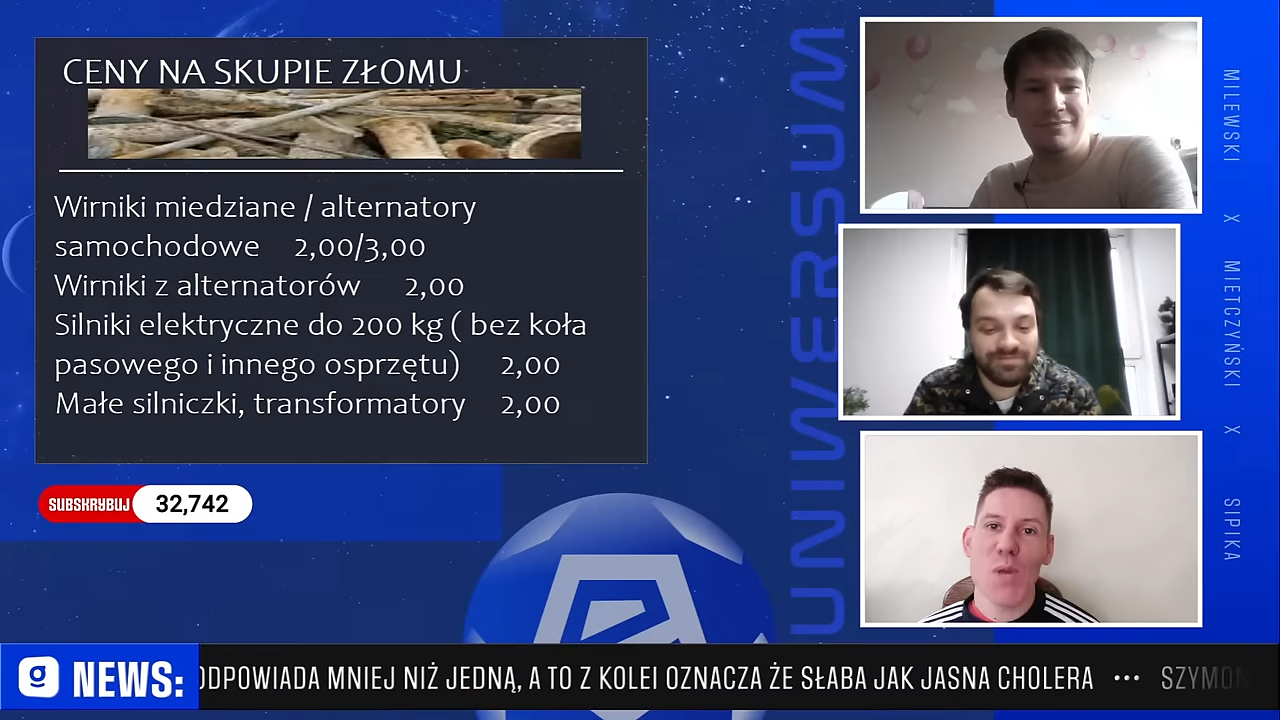 CENY NA SKUPIE ZŁOMU
Wirniki miedziane / alternatory
samochodowe 2,00/3,00
Wirniki z alternatorów 2,00
Silniki elektryczne do 200 kg ( bez koła
pasowego i innego osprzętu) 2,00
Małe silniczki, transformatory 2,00
SUBSKRYBUJ 32,742
UNIWERSUM
MILEWSKI X MIETCZYŃSKI X SIPIKA
g NEWS: ODPOWIADA MNIEJ NIŻ JEDNĄ, A TO Z KOLEI OZNACZA ŻE SŁABA JAK JASNA CHOLERA ••• SZYMON